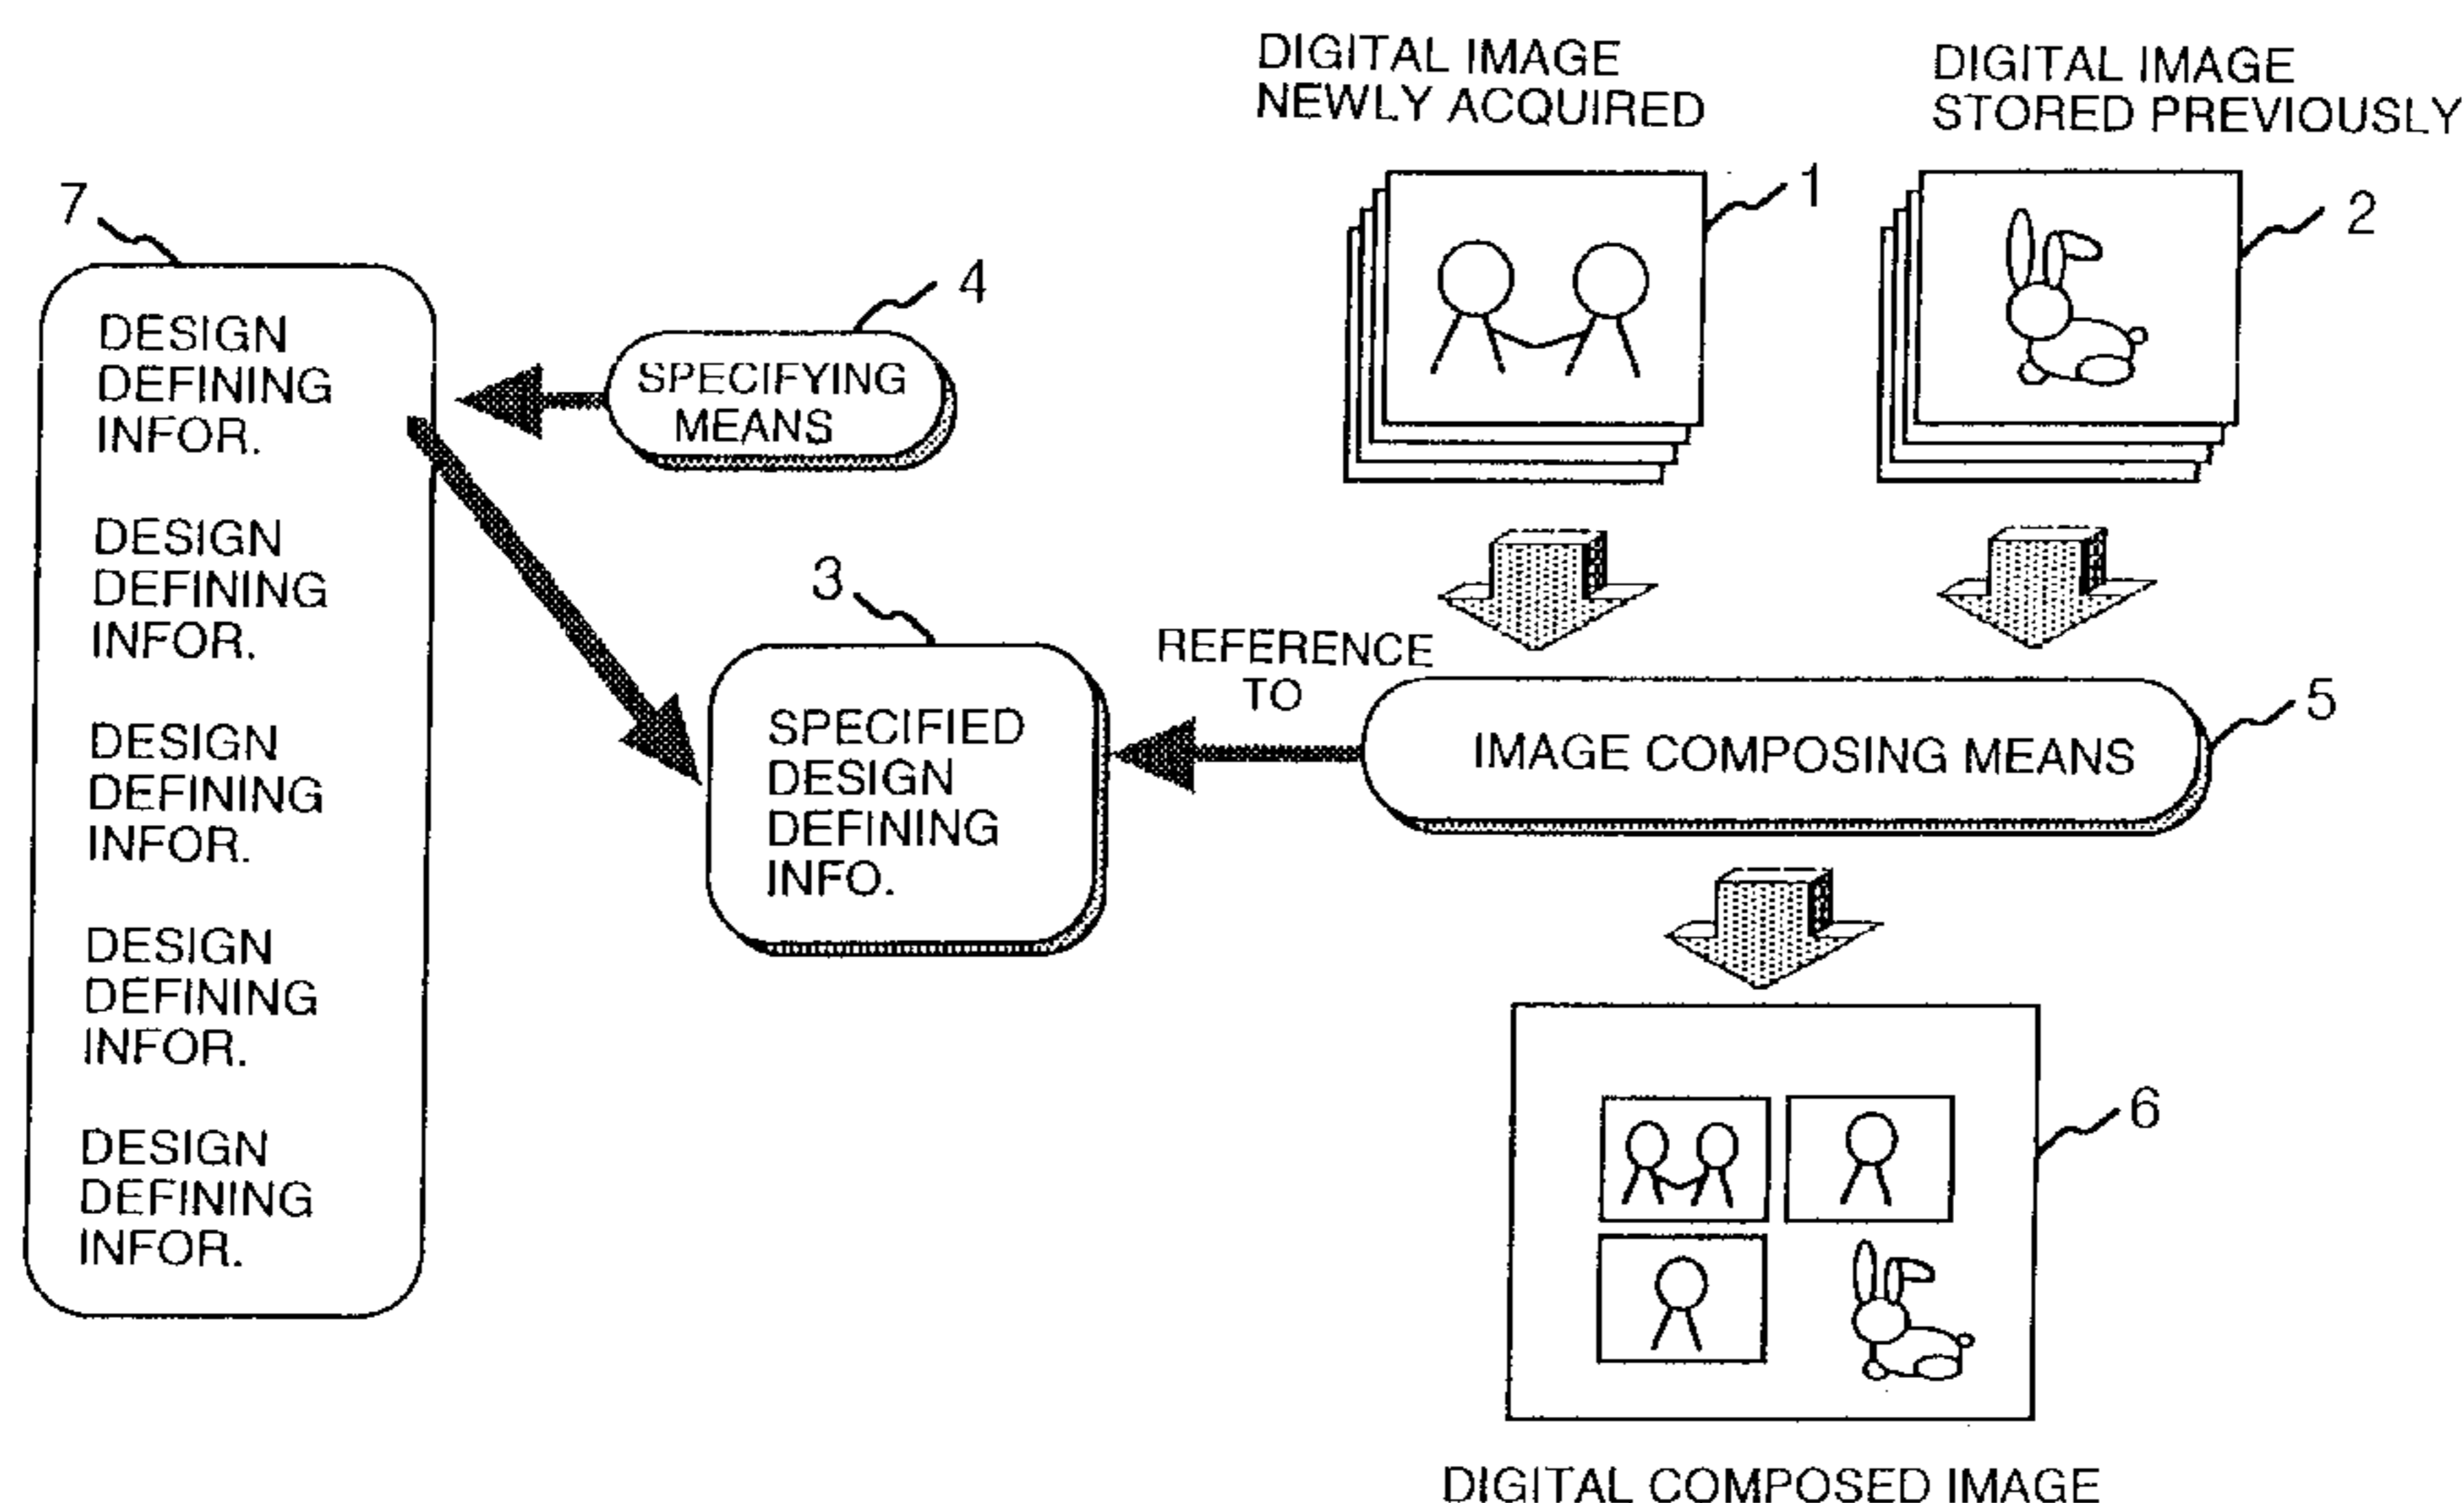 DIGITAL IMAGE
NEWLY ACQUIRED
DIGITAL IMAGE
STORED PREVIOUSLY
1
2
7
4
DESIGN
DEFINING
INFOR.
SPECIFYING
MEANS
DESIGN
DEFINING
INFOR.
3
REFERENCE
TO
5
DESIGN
DEFINING
INFOR.
SPECIFIED
DESIGN
DEFINING
INFO.
IMAGE COMPOSING MEANS
DESIGN
DEFINING
INFOR.
6
DESIGN
DEFINING
INFOR.
DIGITAL COMPOSED IMAGE